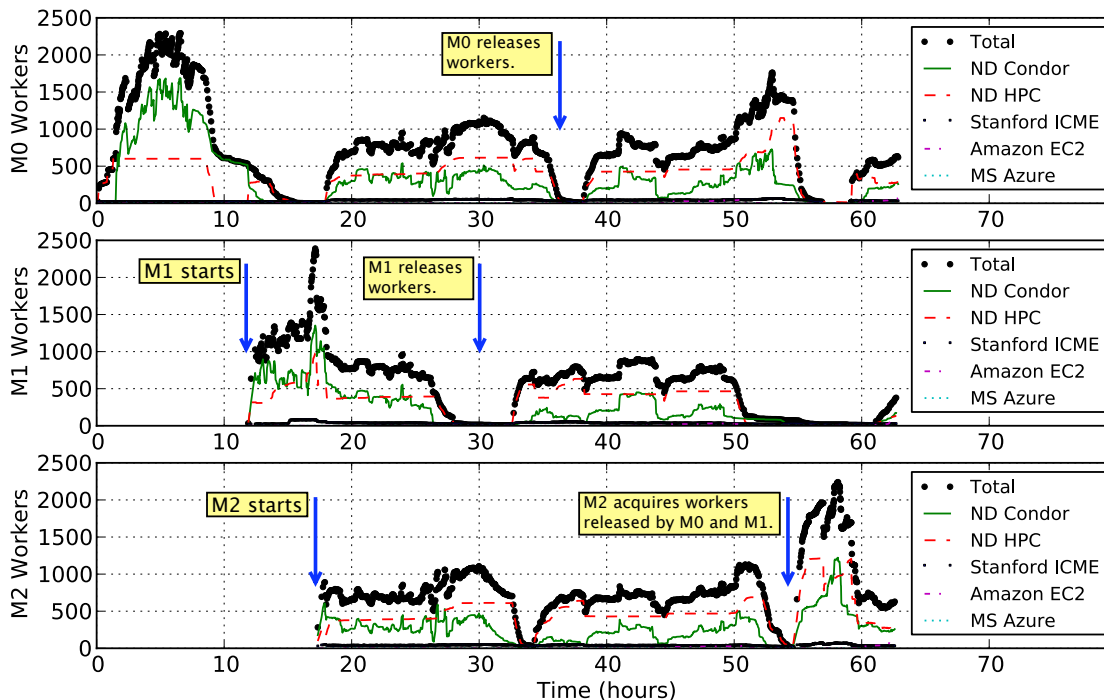 2500
2000
1500
1000
500
0
M0 Workers
M0 releases
workers.
Total
ND Condor
ND HPC
Stanford ICME
Amazon EC2
MS Azure
0 10 20 30 40 50 60 70
2500
2000
1500
1000
500
0
M1 Workers
M1 starts
M1 releases
workers.
Total
ND Condor
ND HPC
Stanford ICME
Amazon EC2
MS Azure
0 10 20 30 40 50 60 70
2500
2000
1500
1000
500
0
M2 Workers
M2 starts
M2 acquires workers
released by M0 and M1.
Total
ND Condor
ND HPC
Stanford ICME
Amazon EC2
MS Azure
0 10 20 30 40 50 60 70
Time (hours)